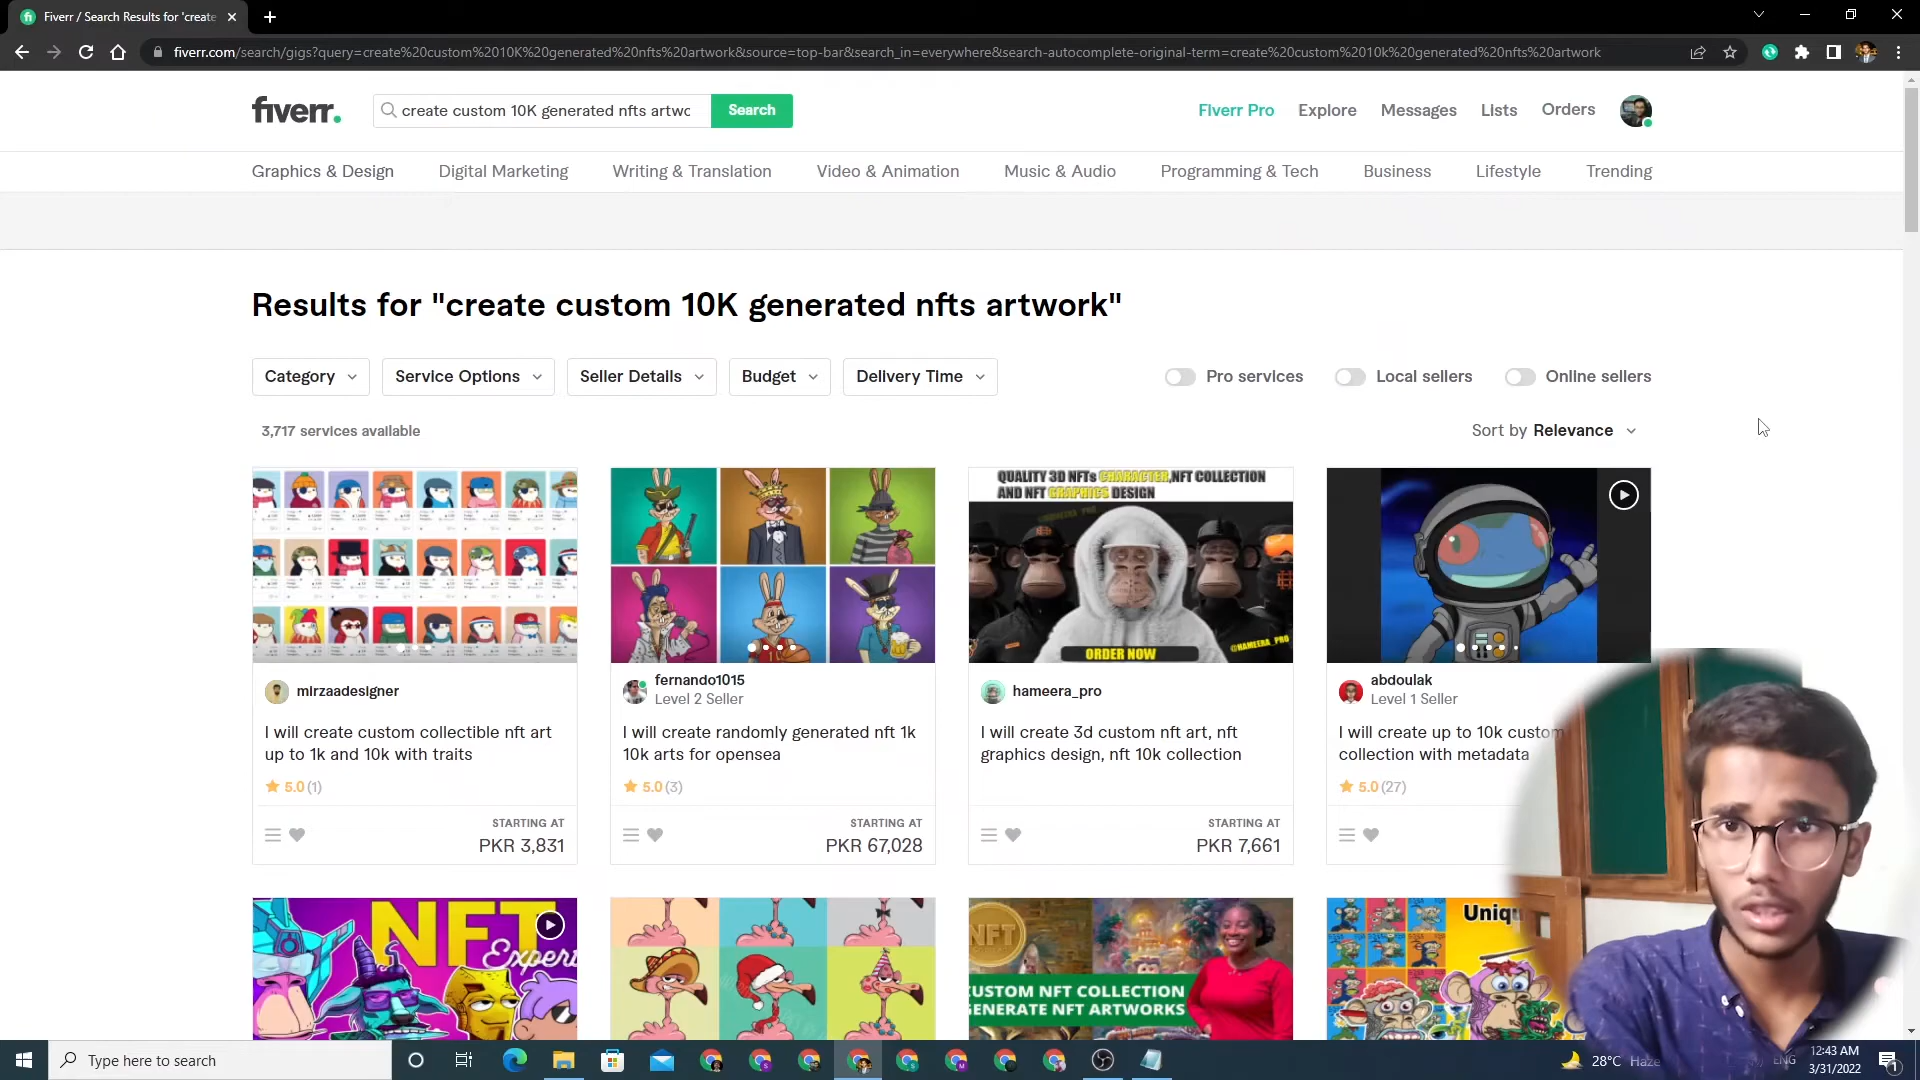 Fiverr / Search Results for 'create
fiverr.com/search/gigs?query=create%20custom%2010K%20generated%20nfts%20artwork&source=top-bar&search_in=everywhere&search-autocomplete-original-term=create%20custom%2010k%20generated%20nfts%20artwork
fiverr.
create custom 10K generated nfts artwc
Search
Fiverr Pro
Explore
Messages
Lists
Orders
Graphics & Design
Digital Marketing
Writing & Translation
Video & Animation
Music & Audio
Programming & Tech
Business
Lifestyle
Trending
Results for "create custom 10K generated nfts artwork"
Category
Service Options
Seller Details
Budget
Delivery Time
Pro services
Local sellers
Online sellers
3,717 services available
Sort by Relevance
QUALITY 3D NFTs CHARACTER,NFT COLLECTION
AND NFT GRAPHICS DESIGN
ORDER NOW
@HAMEERA_PRO
mirzaadesigner
I will create custom collectible nft art
up to 1k and 10k with traits
5.0 (1)
STARTING AT
PKR 3,831
fernando1015
Level 2 Seller
I will create randomly generated nft 1k
10k arts for opensea
5.0 (3)
STARTING AT
PKR 67,028
hameera_pro
I will create 3d custom nft art, nft
graphics design, nft 10k collection
STARTING AT
PKR 7,661
abdoulak
Level 1 Seller
I will create up to 10k custom
collection with metadata
5.0 (27)
NFT
Expert
NFT
CUSTOM NFT COLLECTION
GENERATE NFT ARTWORKS
Uniq
Type here to search
28°C Haze
ENG
12:43 AM
3/31/2022
1